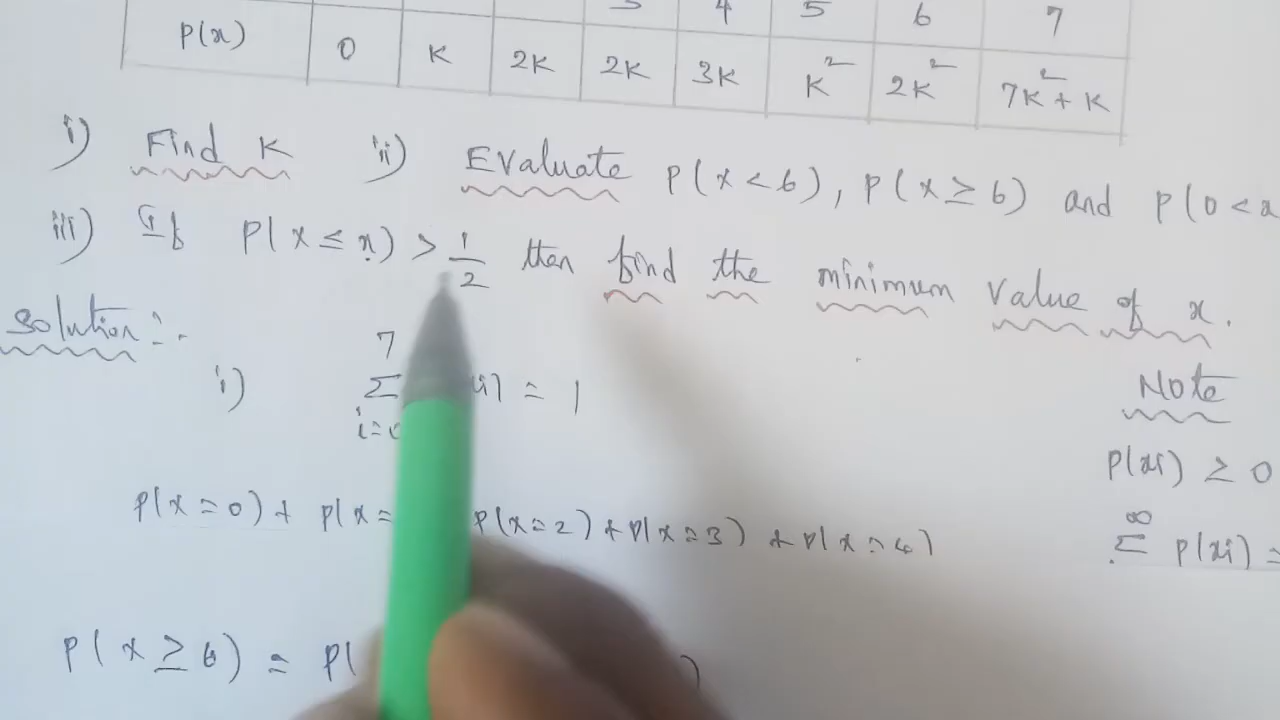 3 4 5 6 7
P(x) 0 K 2K 2K 3K K² 2K² 7K² + K
i) Find K ii) Evaluate P(x < 6), P(x ≥ 6) and P(0 <
iii) If P(x ≤ x) > 1/2 then find the minimum value of x.
Solution :-
i) 7 Σ i= = 1
Note
P(xi) ≥ 0
P(x = 0) + P(x = P(x = 2) + P(x = 3) + P(x = 4)
∞ Σ P(xi) =
P(x ≥ 6) = P( )